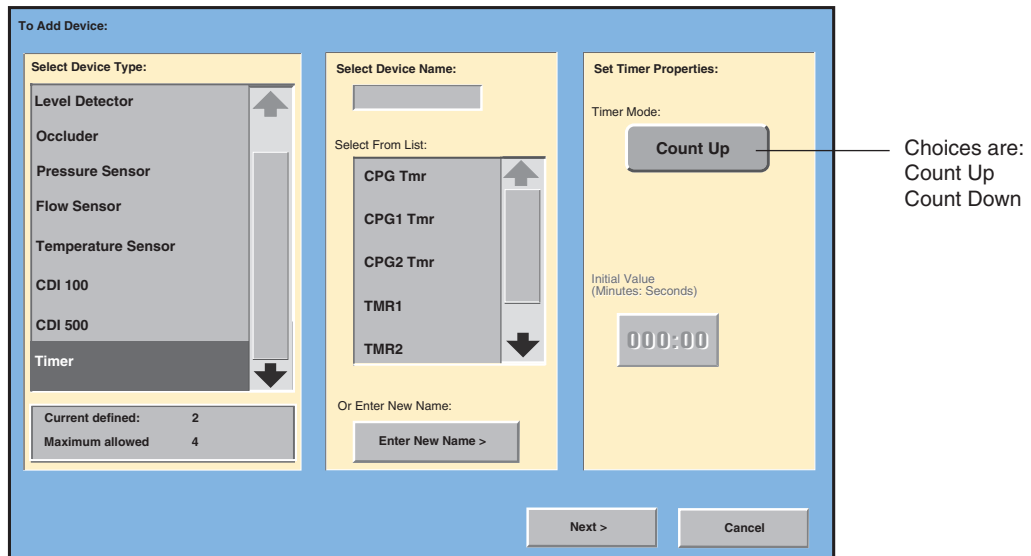 To Add Device:
Select Device Type:
Level Detector
Occluder
Pressure Sensor
Flow Sensor
Temperature Sensor
CDI 100
CDI 500
Timer
Current defined: 2
Maximum allowed 4
Select Device Name:
Select From List:
CPG Tmr
CPG1 Tmr
CPG2 Tmr
TMR1
TMR2
Or Enter New Name:
Enter New Name >
Set Timer Properties:
Timer Mode:
Count Up
Initial Value
(Minutes: Seconds)
000:00
Next >
Cancel
Choices are:
Count Up
Count Down